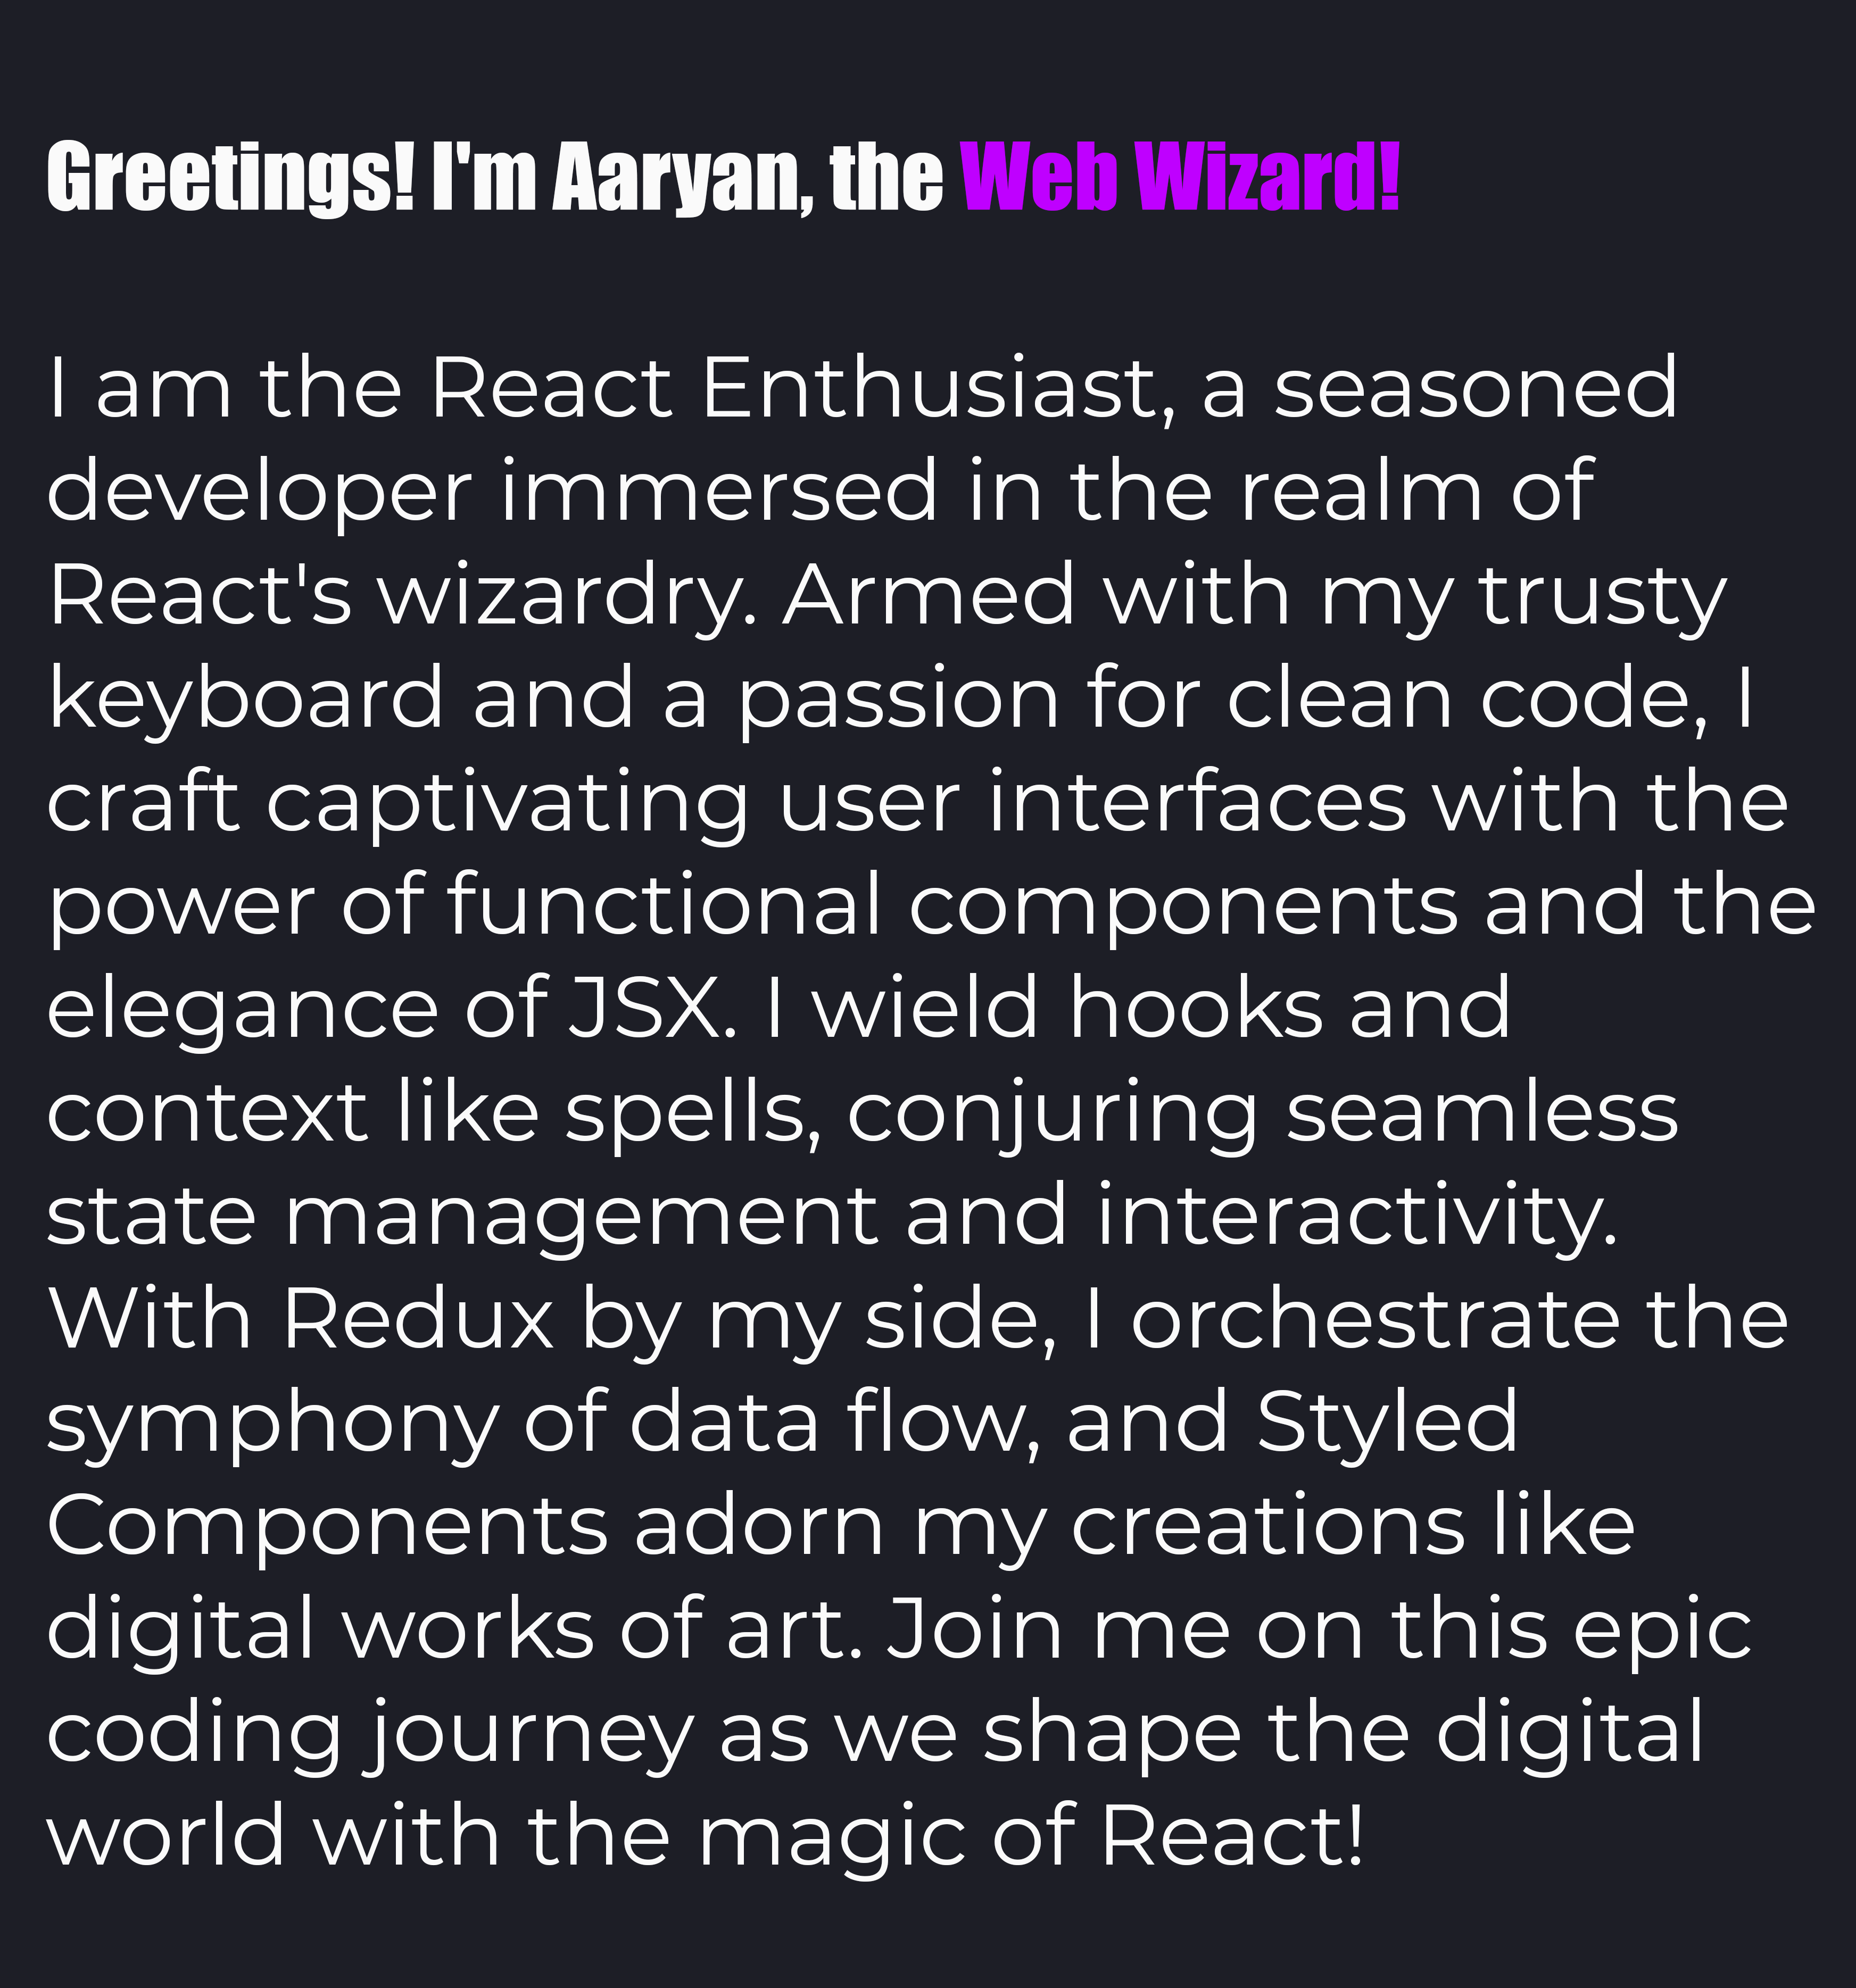 Greetings! I'm Aaryan, the Web Wizard!
I am the React Enthusiast, a seasoned
developer immersed in the realm of
React's wizardry. Armed with my trusty
keyboard and a passion for clean code, I
craft captivating user interfaces with the
power of functional components and the
elegance of JSX. I wield hooks and
context like spells, conjuring seamless
state management and interactivity.
With Redux by my side, I orchestrate the
symphony of data flow, and Styled
Components adorn my creations like
digital works of art. Join me on this epic
coding journey as we shape the digital
world with the magic of React!